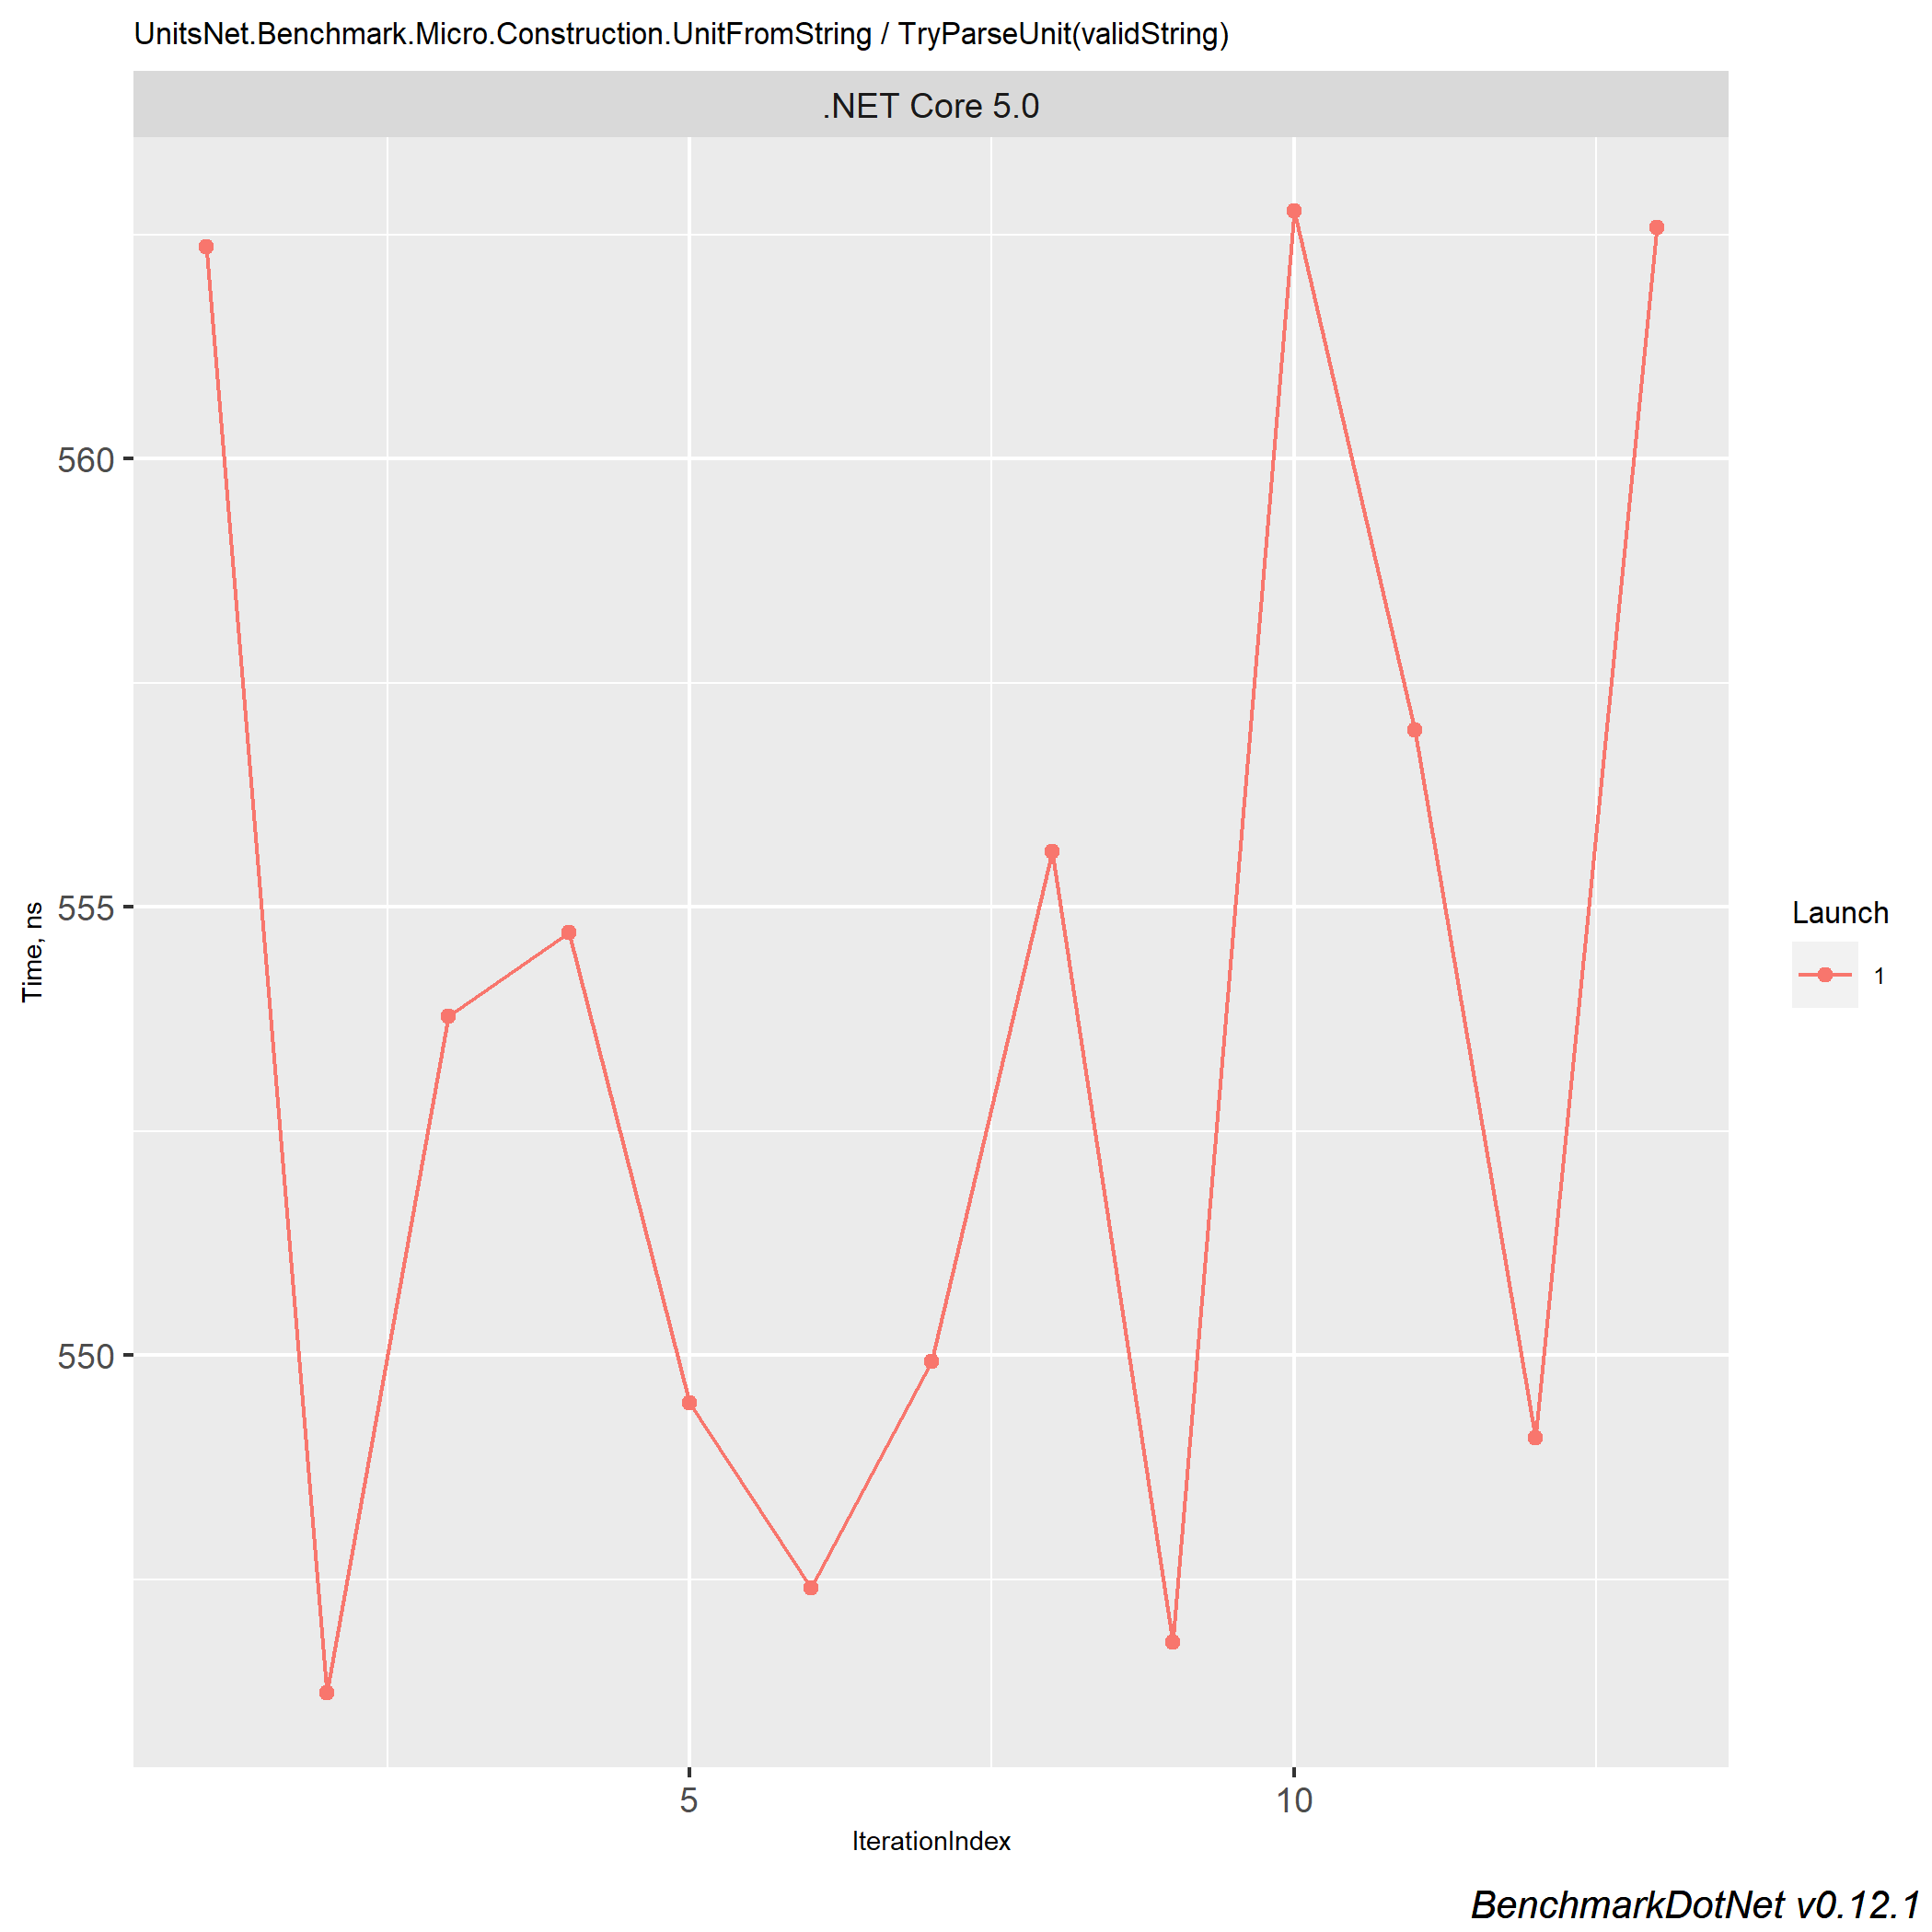 UnitsNet.Benchmark.Micro.Construction.UnitFromString / TryParseUnit(validString)
.NET Core 5.0
560
555
550
Time, ns
Launch
1
5
10
IterationIndex
BenchmarkDotNet v0.12.1